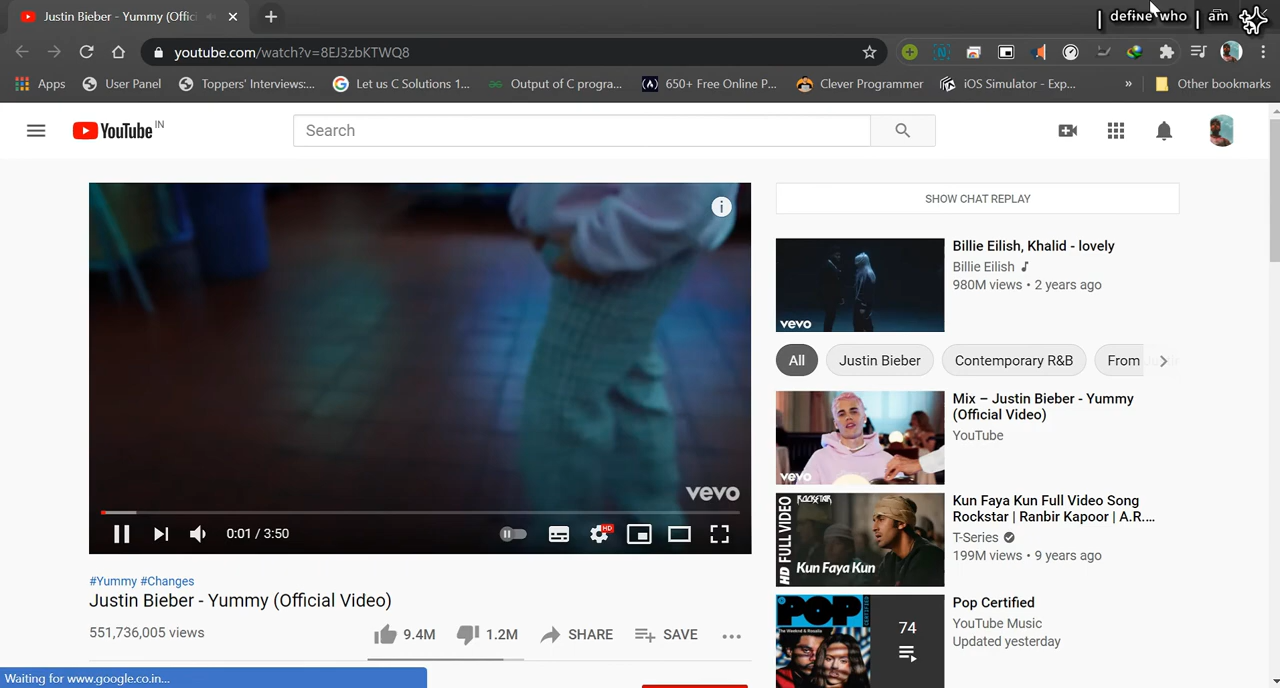 Justin Bieber - Yummy (Offici
define who | am
youtube.com/watch?v=8EJ3zbKTWQ8
Apps
User Panel
Toppers' Interviews:...
Let us C Solutions 1...
Output of C progra...
650+ Free Online P...
Clever Programmer
iOS Simulator - Exp...
»
Other bookmarks
YouTube IN
Search
SHOW CHAT REPLAY
vevo
0:01 / 3:50
HD
#Yummy #Changes
Justin Bieber - Yummy (Official Video)
551,736,005 views
9.4M
1.2M
SHARE
SAVE
Billie Eilish, Khalid - lovely
Billie Eilish
980M views • 2 years ago
vevo
All
Justin Bieber
Contemporary R&B
From
Mix – Justin Bieber - Yummy
(Official Video)
YouTube
vevo
Kun Faya Kun Full Video Song
Rockstar | Ranbir Kapoor | A.R....
T-Series
199M views • 9 years ago
ROCKSTAR
HD FULL VIDEO
Kun Faya Kun
Pop Certified
YouTube Music
Updated yesterday
POP
CERTIFIED
74
Waiting for www.google.co.in...